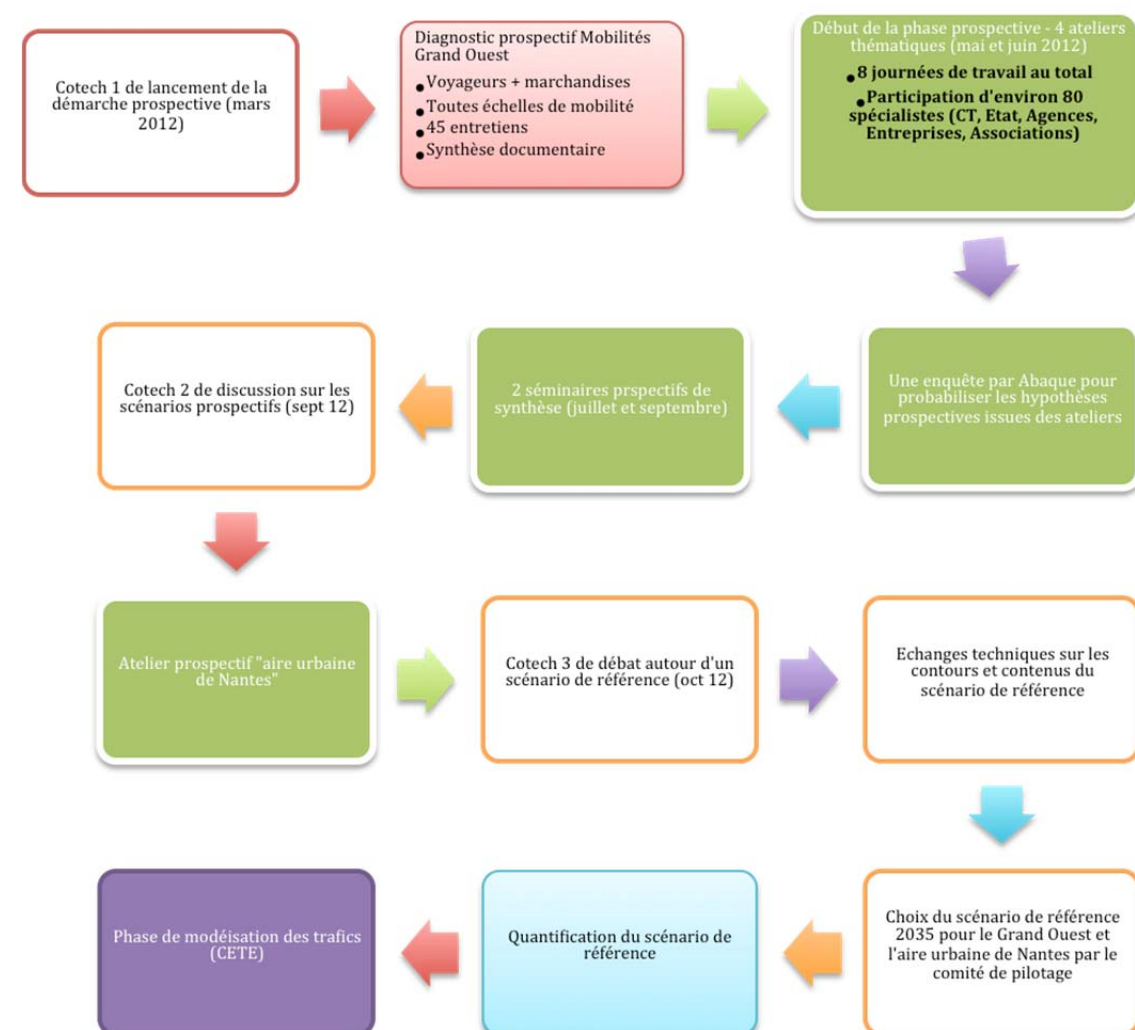 Cotech 1 de lancement de la
démarche prospective (mars
2012)
Diagnostic prospectif Mobilités
Grand Ouest
•Voyageurs + marchandises
•Toutes échelles de mobilité
•45 entretiens
•Synthèse documentaire
Début de la phase prospective - 4 ateliers
thématiques (mai et juin 2012)
•8 journées de travail au total
•Participation d'environ 80
spécialistes (CT, Etat, Agences,
Entreprises, Associations)
Une enquête par Abaque pour
probabiliser les hypothèses
prospectives issues des ateliers
2 séminaires prspectifs de
synthèse (juillet et septembre)
Cotech 2 de discussion sur les
scénarios prospectifs (sept 12)
Atelier prospectif "aire urbaine
de Nantes"
Cotech 3 de débat autour d'un
scénario de référence (oct 12)
Echanges techniques sur les
contours et contenus du
scénario de référence
Choix du scénario de référence
2035 pour le Grand Ouest et
l'aire urbaine de Nantes par le
comité de pilotage
Quantification du scénario de
référence
Phase de modéisation des trafics
(CETE)